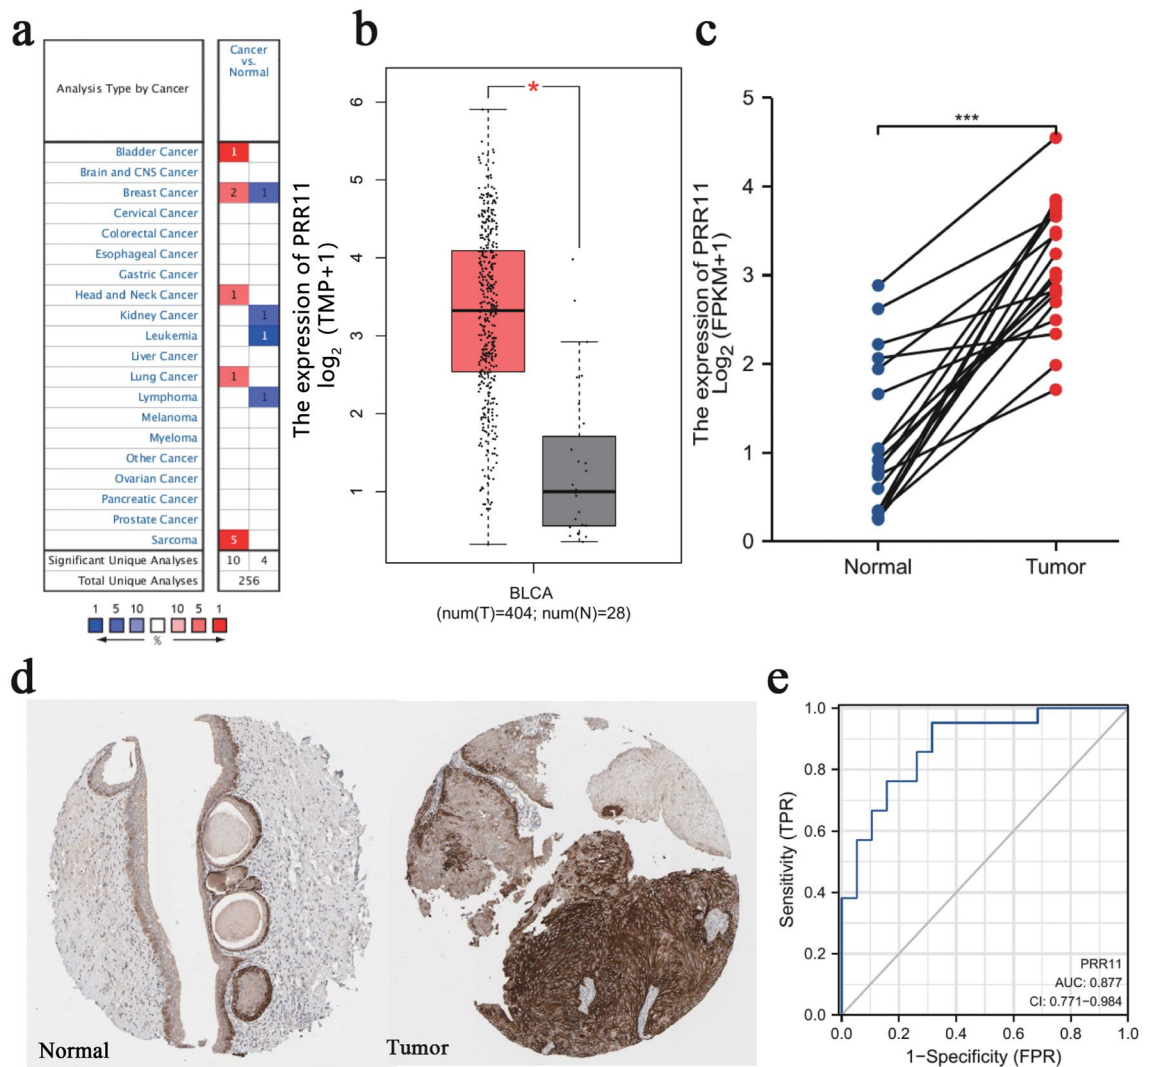 a
Analysis Type by Cancer
Cancer
vs.
Normal
Bladder Cancer 1
Brain and CNS Cancer
Breast Cancer 2 1
Cervical Cancer
Colorectal Cancer
Esophageal Cancer
Gastric Cancer
Head and Neck Cancer 1
Kidney Cancer 1
Leukemia 1
Liver Cancer
Lung Cancer 1
Lymphoma 1
Melanoma
Myeloma
Other Cancer
Ovarian Cancer
Pancreatic Cancer
Prostate Cancer
Sarcoma 5
Significant Unique Analyses 10 4
Total Unique Analyses 256
1 5 10 10 5 1
%
b
The expression of PRR11
log₂ (TMP+1)
6
5
4
3
2
1
*
BLCA
(num(T)=404; num(N)=28)
c
The expression of PRR11
Log₂ (FPKM+1)
5
4
3
2
1
0
***
Normal Tumor
d
Normal
Tumor
e
Sensitivity (TPR)
1.0
0.8
0.6
0.4
0.2
0.0
PRR11
AUC: 0.877
CI: 0.771−0.984
0.0 0.2 0.4 0.6 0.8 1.0
1−Specificity (FPR)